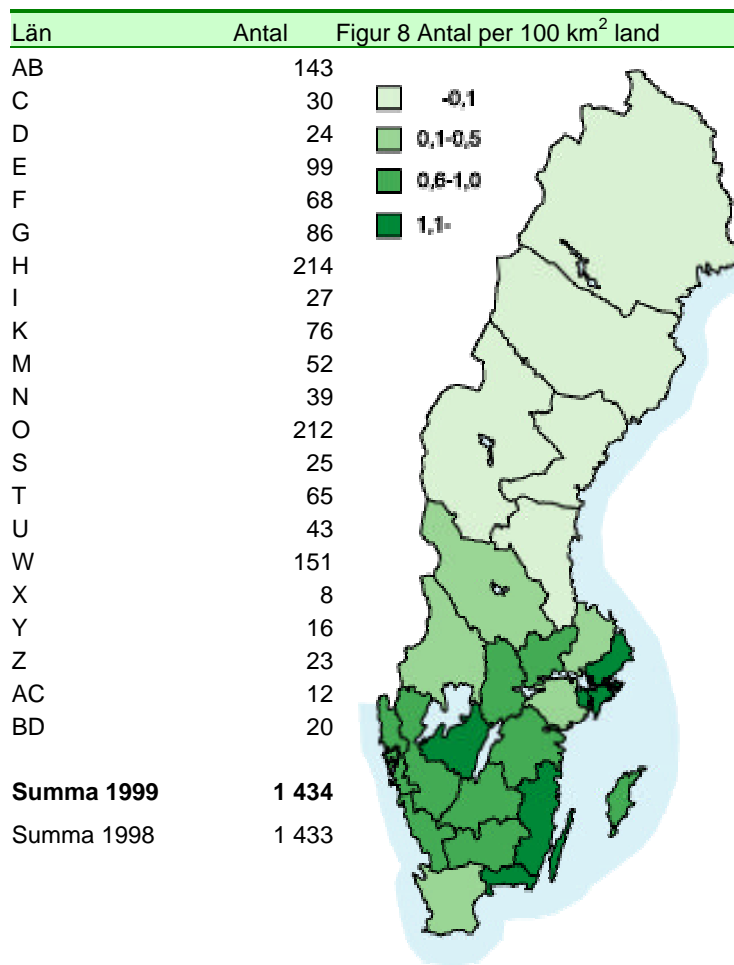 Län Antal Figur 8 Antal per 100 km² land
AB 143
C 30
D 24
E 99
F 68
G 86
H 214
I 27
K 76
M 52
N 39
O 212
S 25
T 65
U 43
W 151
X 8
Y 16
Z 23
AC 12
BD 20
Summa 1999 1 434
Summa 1998 1 433
-0,1
0,1-0,5
0,6-1,0
1,1-